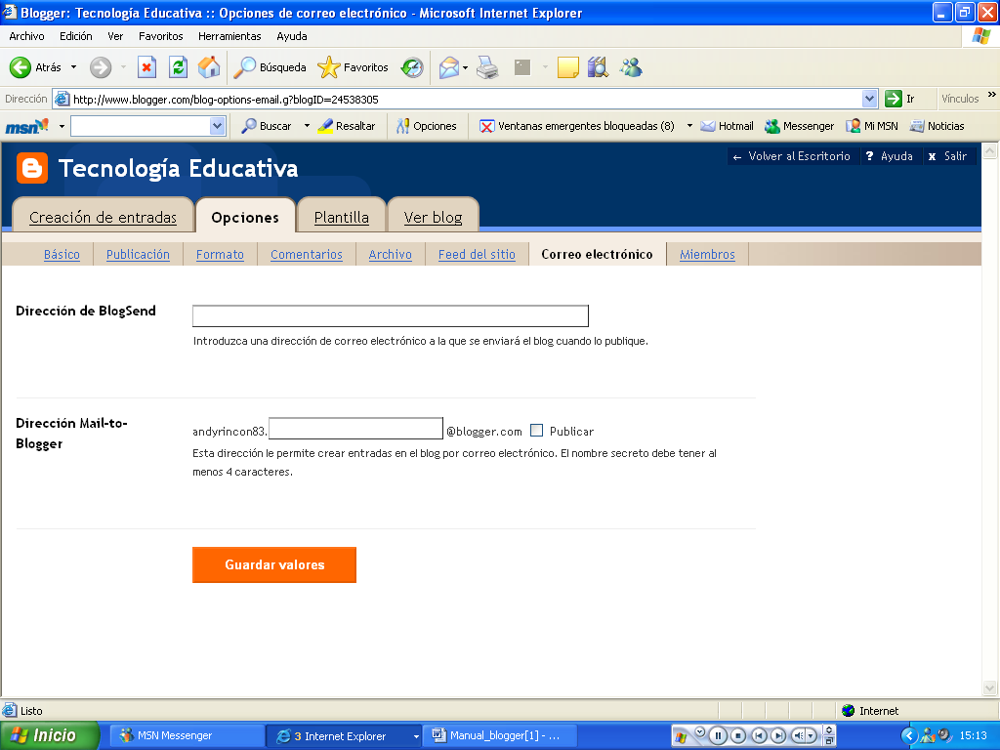 Blogger: Tecnología Educativa :: Opciones de correo electrónico - Microsoft Internet Explorer
Archivo Edición Ver Favoritos Herramientas Ayuda
Atrás Búsqueda Favoritos
Dirección http://www.blogger.com/blog-options-email.g?blogID=24538305 Ir Vínculos »
msn Buscar Resaltar Opciones Ventanas emergentes bloqueadas (8) Hotmail Messenger Mi MSN Noticias
Tecnología Educativa
← Volver al Escritorio ? Ayuda x Salir
Creación de entradas Opciones Plantilla Ver blog
Básico Publicación Formato Comentarios Archivo Feed del sitio Correo electrónico Miembros
Dirección de BlogSend
Introduzca una dirección de correo electrónico a la que se enviará el blog cuando lo publique.
Dirección Mail-to-
Blogger
andyrincon83. @blogger.com Publicar
Esta dirección le permite crear entradas en el blog por correo electrónico. El nombre secreto debe tener al
menos 4 caracteres.
Guardar valores
Listo Internet
Inicio MSN Messenger 3 Internet Explorer Manual_blogger[1] - ... 15:13